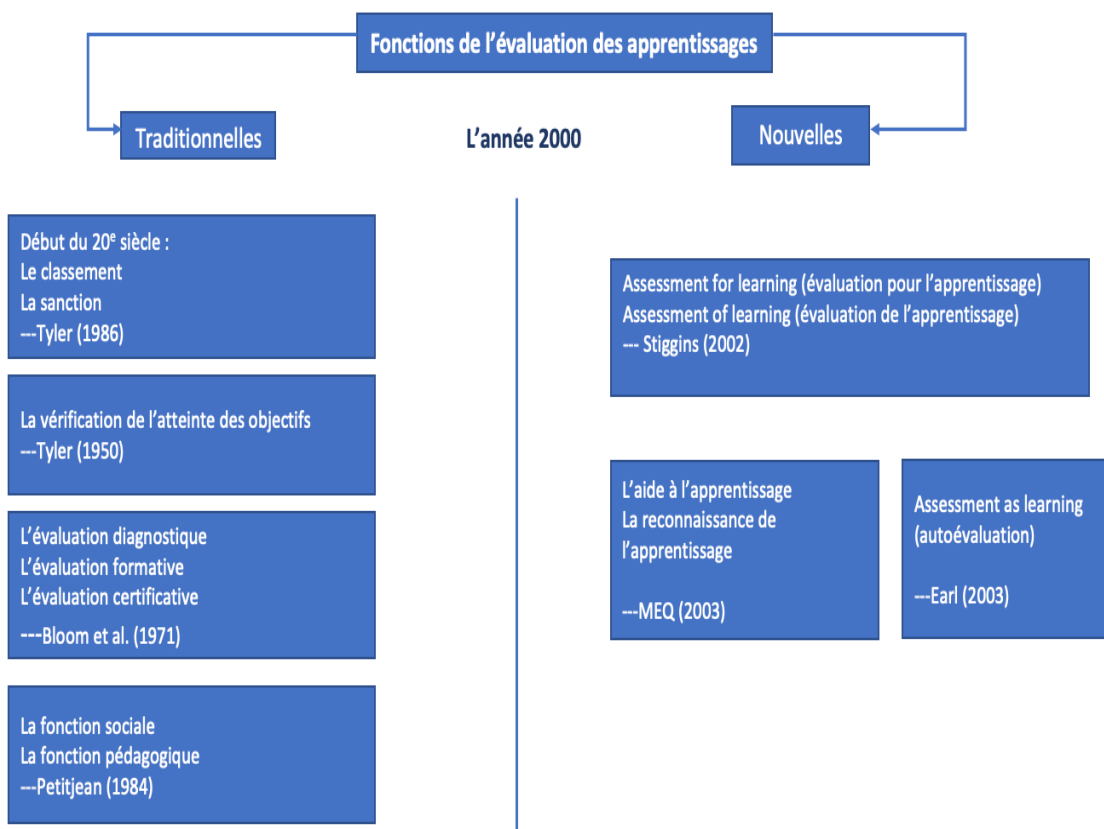 Fonctions de l'évaluation des apprentissages
Traditionnelles
L'année 2000
Nouvelles
Début du 20e siècle :
Le classement
La sanction
---Tyler (1986)
La vérification de l'atteinte des objectifs
---Tyler (1950)
L'évaluation diagnostique
L'évaluation formative
L'évaluation certificative
---Bloom et al. (1971)
La fonction sociale
La fonction pédagogique
---Petitjean (1984)
Assessment for learning (évaluation pour l'apprentissage)
Assessment of learning (évaluation de l'apprentissage)
--- Stiggins (2002)
L'aide à l'apprentissage
La reconnaissance de
l'apprentissage
---MEQ (2003)
Assessment as learning
(autoévaluation)
---Earl (2003)